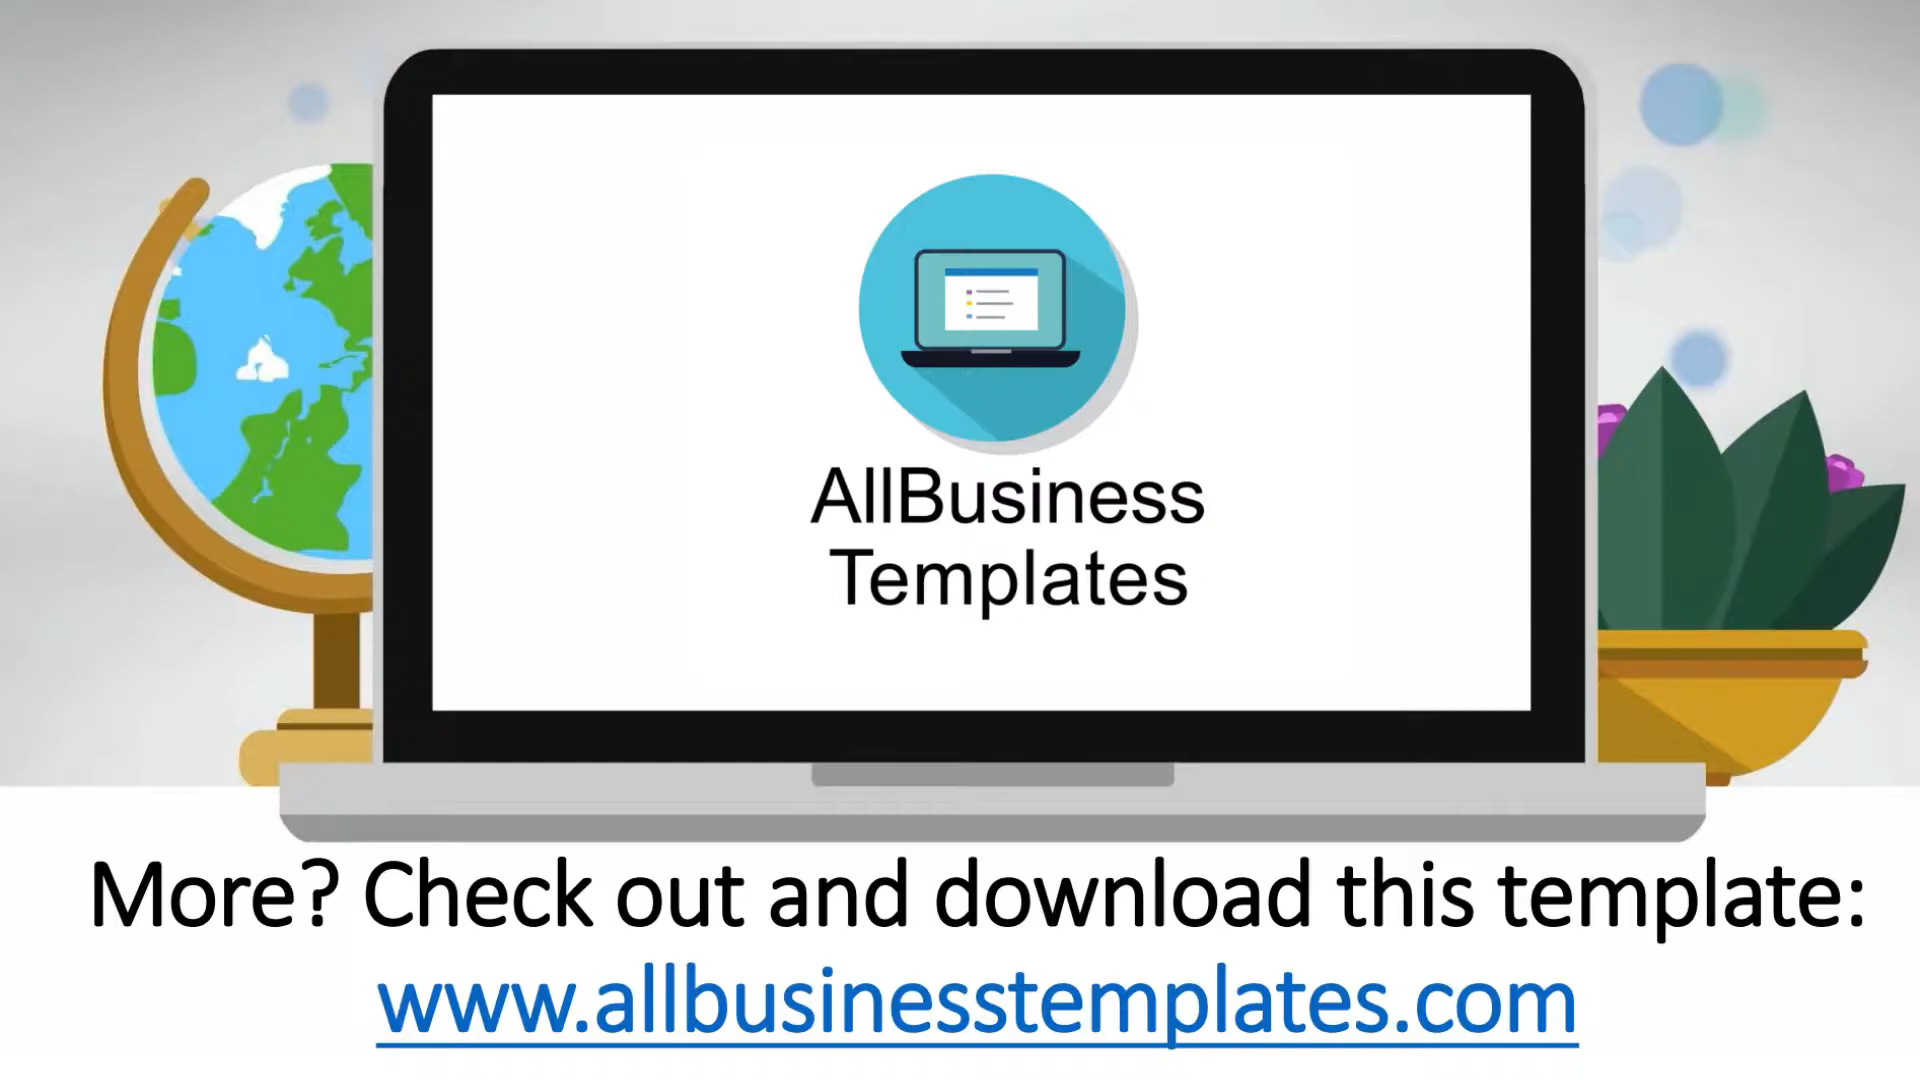 AllBusiness
Templates
More? Check out and download this template:
www.allbusinesstemplates.com